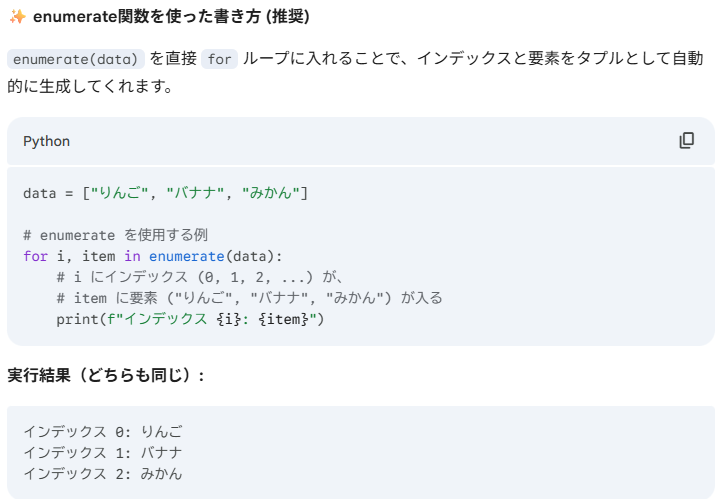 ✨ enumerate関数を使った書き方 (推奨)
enumerate(data) を直接 for ループに入れることで、インデックスと要素をタプルとして自動
的に生成してくれます。
Python
data = ["りんご", "バナナ", "みかん"]
# enumerate を使用する例
for i, item in enumerate(data):
    # i にインデックス (0, 1, 2, ...) が、
    # item に要素 ("りんご", "バナナ", "みかん") が入る
    print(f"インデックス {i}: {item}")
実行結果（どちらも同じ）:
インデックス 0: りんご
インデックス 1: バナナ
インデックス 2: みかん